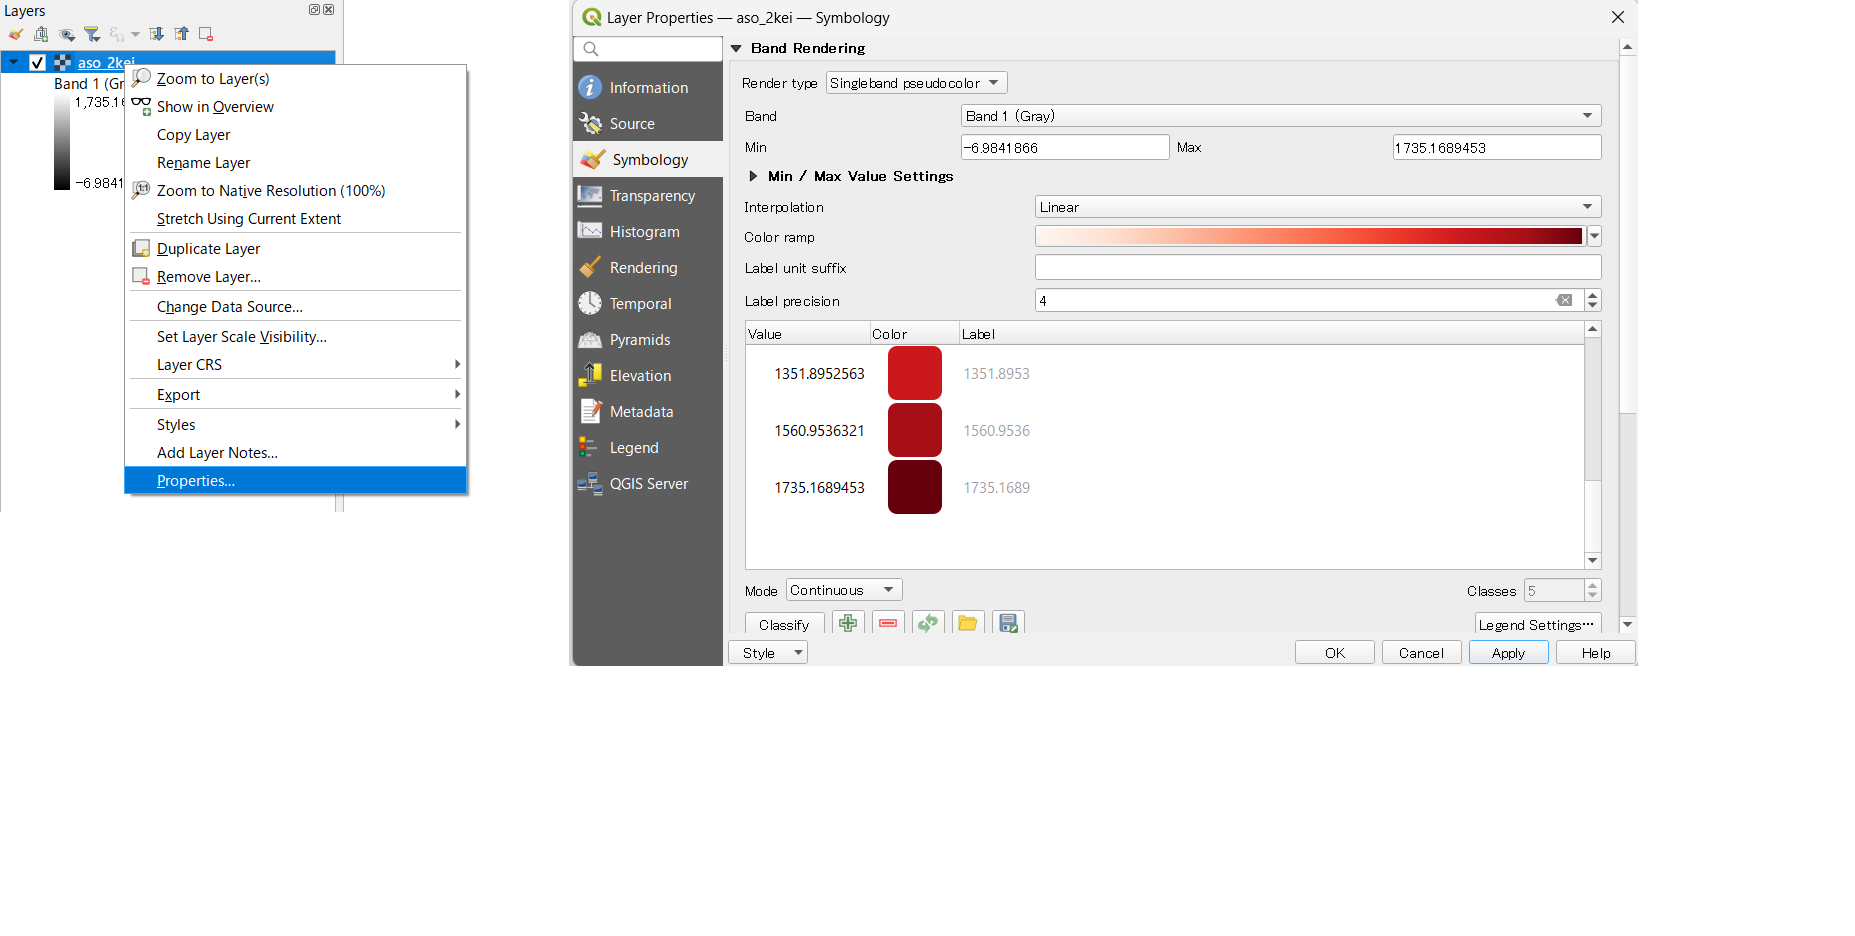 Layers
aso_2kei
Band 1 (Gr
1,735.16
-6.9841
Zoom to Layer(s)
Show in Overview
Copy Layer
Rename Layer
1:1
Zoom to Native Resolution (100%)
Stretch Using Current Extent
Duplicate Layer
Remove Layer...
Change Data Source...
Set Layer Scale Visibility...
Layer CRS
Export
Styles
Add Layer Notes...
Properties...
Layer Properties — aso_2kei — Symbology
Information
Source
Symbology
Transparency
Histogram
Rendering
Temporal
Pyramids
Elevation
Metadata
Legend
QGIS Server
Band Rendering
Render type Singleband pseudocolor
Band Band 1 (Gray)
Min -6.9841866 Max 1735.1689453
Min / Max Value Settings
Interpolation Linear
Color ramp
Label unit suffix
Label precision 4
Value Color Label
1351.8952563 1351.8953
1560.9536321 1560.9536
1735.1689453 1735.1689
Mode Continuous Classes 5
Classify Legend Settings...
Style OK Cancel Apply Help